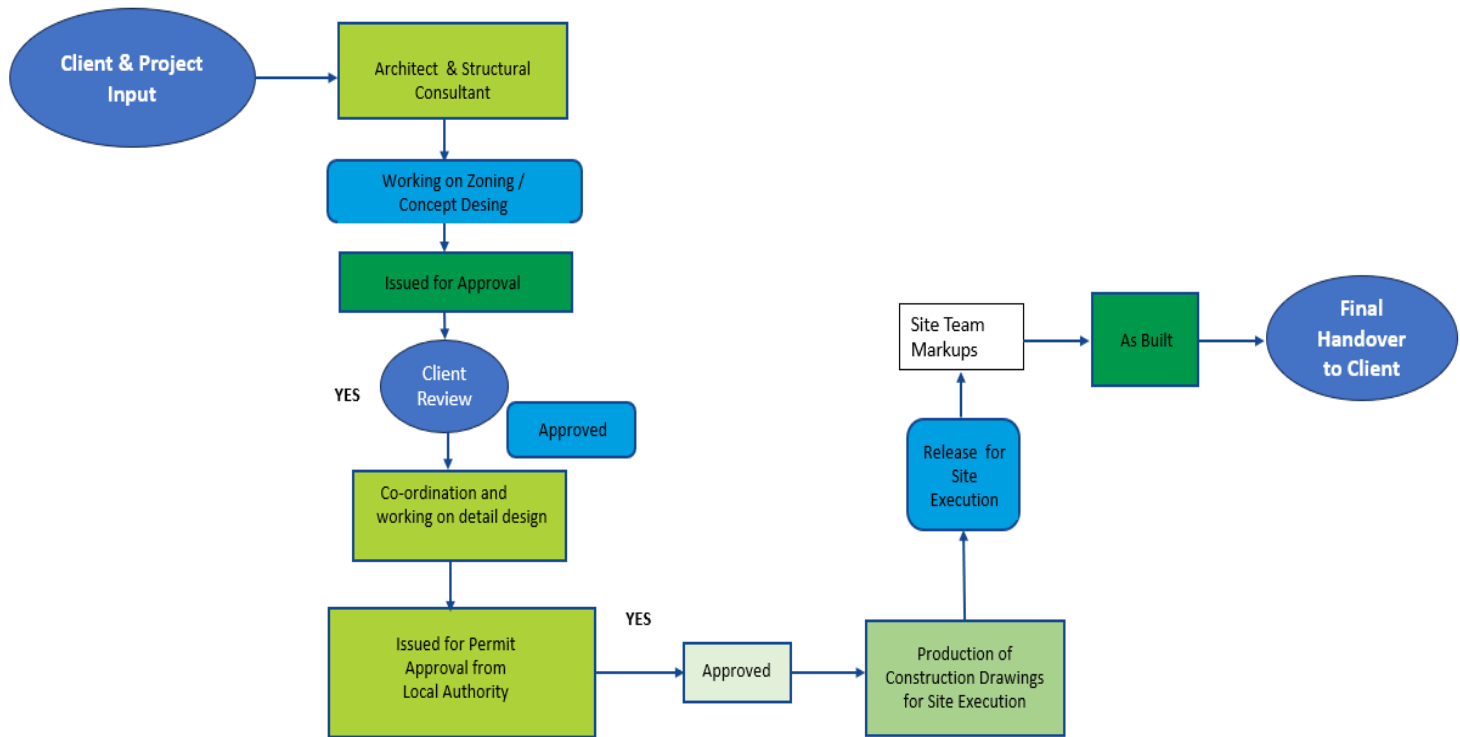 Client & Project
Input
Architect & Structural
Consultant
Working on Zoning /
Concept Desing
Issued for Approval
Client
Review
YES
Approved
Co-ordination and
working on detail design
Issued for Permit
Approval from
Local Authority
YES
Approved
Production of
Construction Drawings
for Site Execution
Release for
Site
Execution
Site Team
Markups
As Built
Final
Handover
to Client